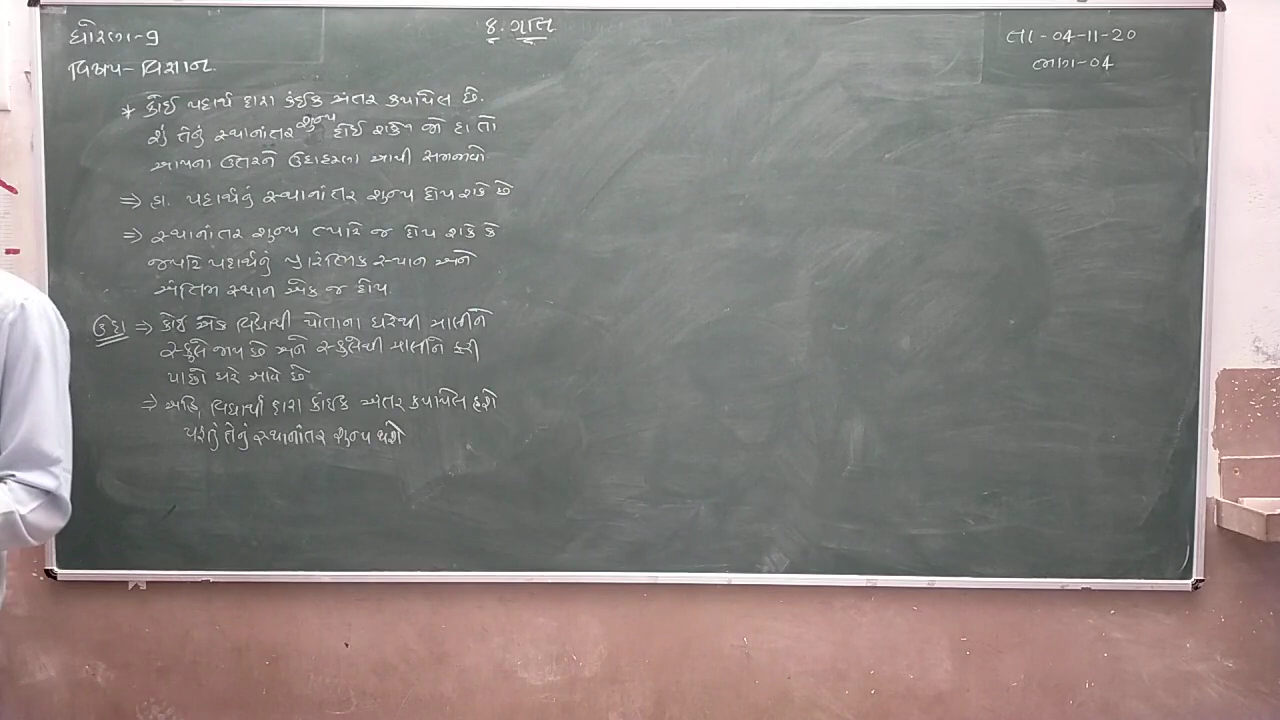 ધોરણ-9
વિષય- વિજ્ઞાન.
૪. ગતિ
તા-04-11-20
ભાગ-04
* કોઈ પદાર્થ દ્વારા કંઈક અંતર કપાયેલ છે.
શું તેનું સ્થાનાંતર શુન્ય હોઈ શકે? જો હા તો
આપના ઉત્તરને ઉદાહરણ આપી સમજાવો
⇒ હા. પદાર્થનું સ્થાનાંતર શુન્ય હોય શકે છે
⇒ સ્થાનાંતર શુન્ય ત્યારે જ હોય શકે કે
જ્યારે પદાર્થનું પ્રારંભિક સ્થાન અને
અંતિમ સ્થાન એક જ હોય.
ઉદા ⇒ કોઈ એક વિદ્યાર્થી પોતાના ઘરેથી ચાલીને
સ્કુલે જાય છે અને સ્કુલેથી ચાલીને ફરી
પાછો ઘરે આવે છે
⇒ અહિ, વિદ્યાર્થી દ્વારા કાંઇક અંતર કપાયેલ હશે
પરંતું તેનું સ્થાનાંતર શુન્ય થશે